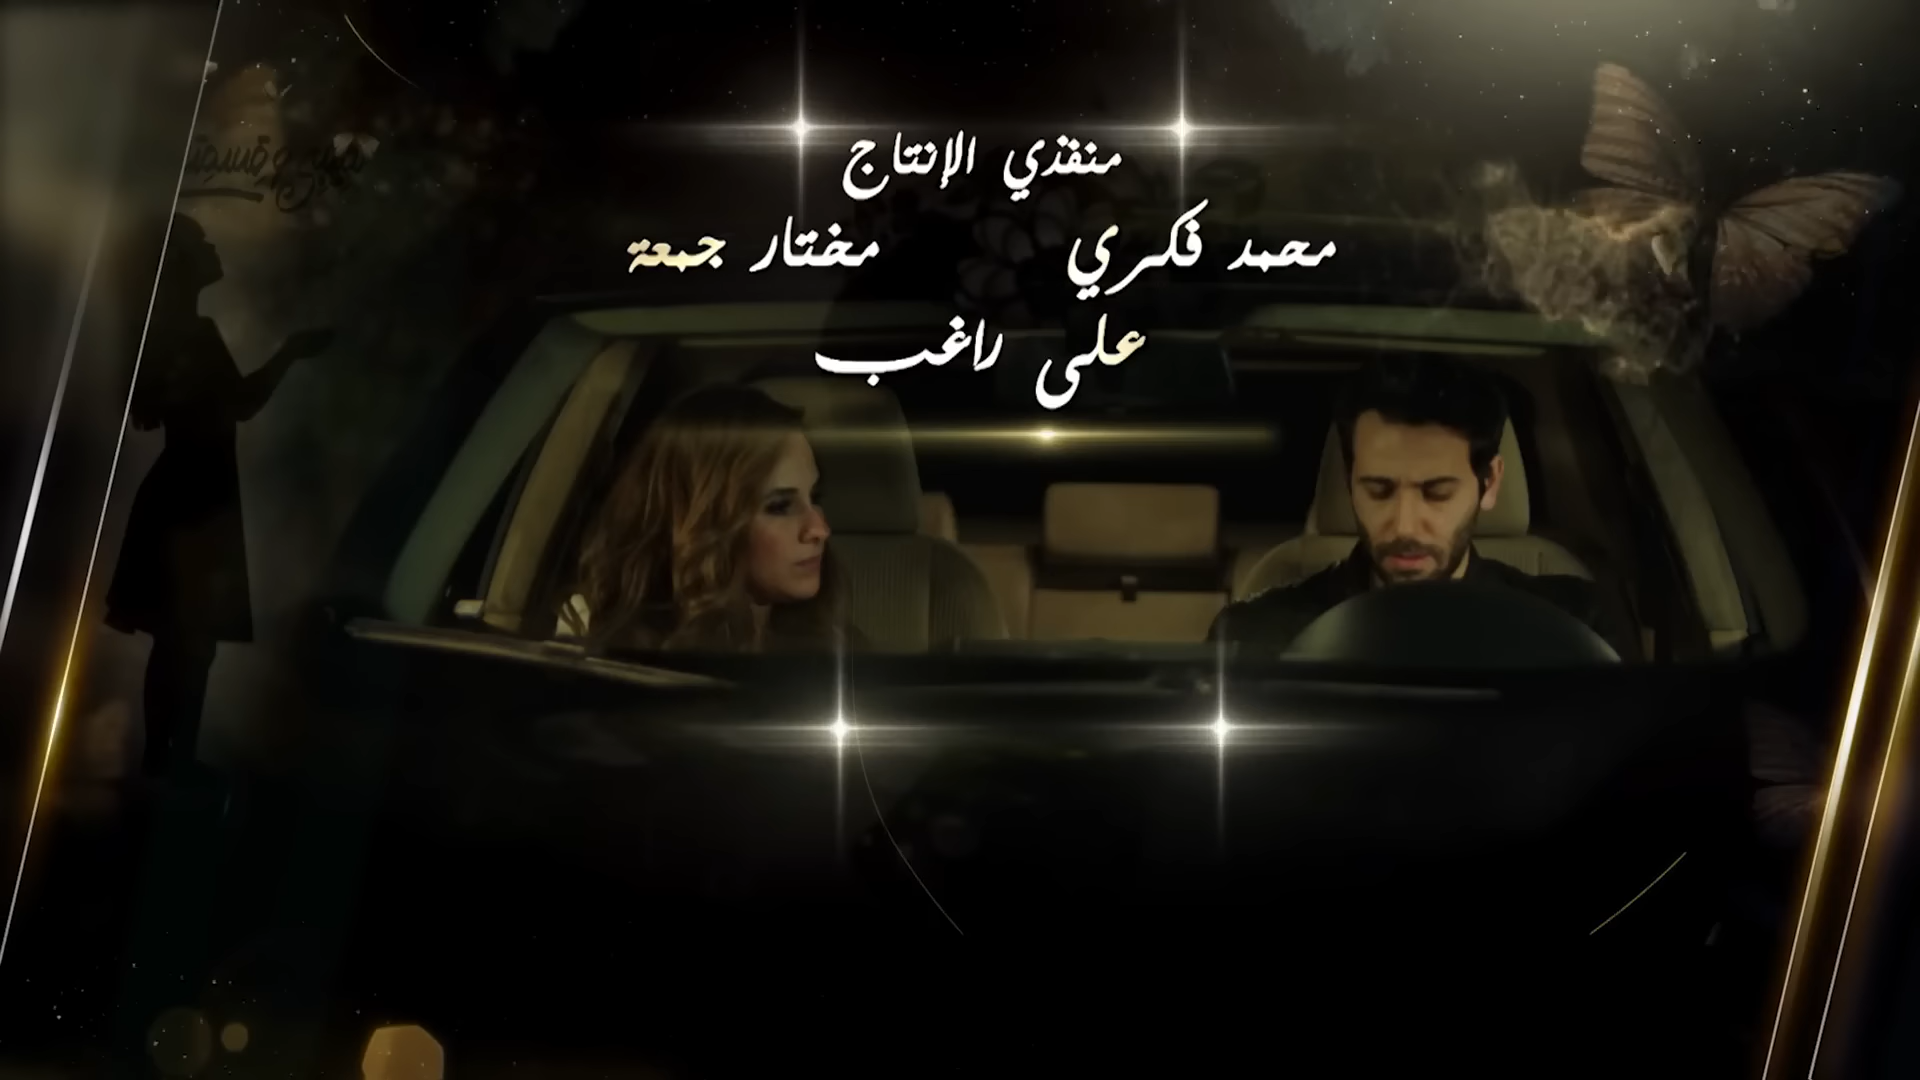 منفذي الإنتاج
محمد فكري مختار جمعة
علي راغب